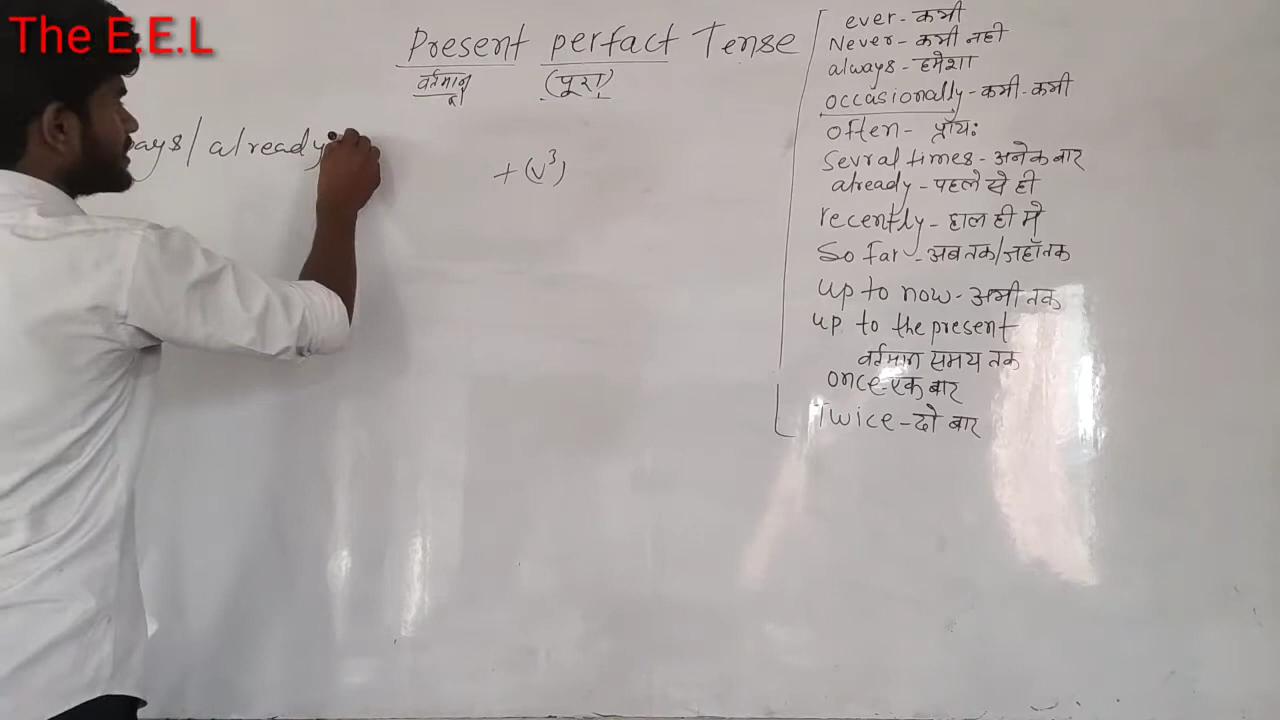 The E.E.L
Present perfact Tense
वर्तमान (पूरा)
ays/already
+ (v³)
ever - कभी
Never - कभी नही
always - हमेशा
occasionally - कभी-कभी
often - प्रॉयः
Sevral times - अनेक बार
already - पहले से ही
recently - हाल ही मे
So far - अब तक/जहाँ तक
up to now - अभी तक
up to the present
वर्तमान समय तक
once - एक बार
Twice - दो बार